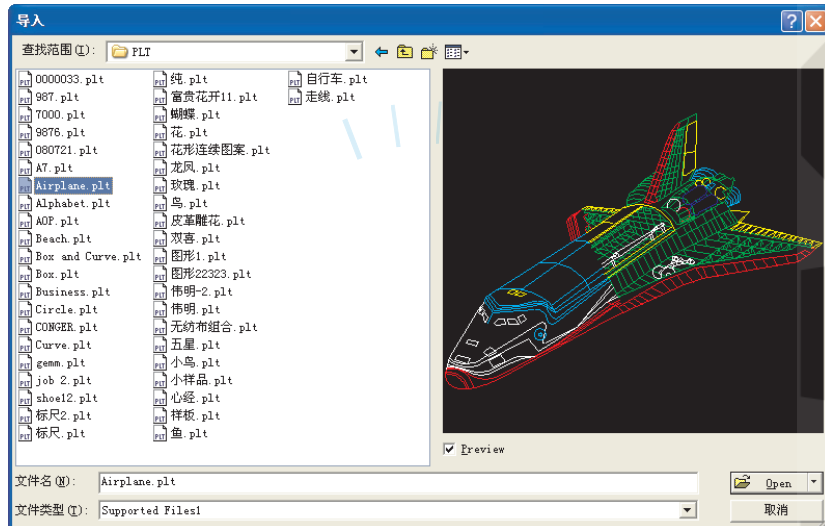 导入
查找范围(I): PLT
0000033.plt
987.plt
7000.plt
9876.plt
080721.plt
A7.plt
Airplane.plt
Alphabet.plt
AOP.plt
Beach.plt
Box and Curve.plt
Box.plt
Business.plt
Circle.plt
CONGER.plt
Curve.plt
gemm.plt
job 2.plt
shoe12.plt
标尺2.plt
标尺.plt
纯.plt
富贵花开11.plt
蝴蝶.plt
花.plt
花形连续图案.plt
龙凤.plt
玫瑰.plt
鸟.plt
皮革雕花.plt
双喜.plt
图形1.plt
图形22323.plt
伟明-2.plt
伟明.plt
无纺布组合.plt
五星.plt
小鸟.plt
小样品.plt
心经.plt
样板.plt
鱼.plt
自行车.plt
走线.plt
Preview
文件名(N): Airplane.plt
Open
文件类型(T): Supported Files1
取消